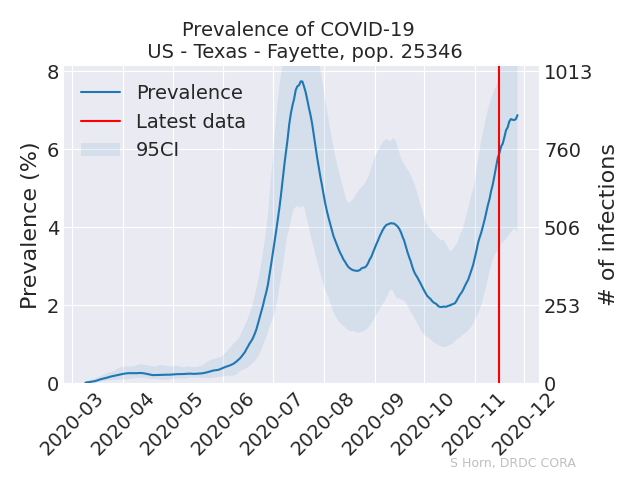 Prevalence of COVID-19
US - Texas - Fayette, pop. 25346
Prevalence (%)
8
6
4
2
0
Prevalence
Latest data
95CI
1013
760
506
253
0
# of infections
2020-03
2020-04
2020-05
2020-06
2020-07
2020-08
2020-09
2020-10
2020-11
2020-12
S Horn, DRDC CORA